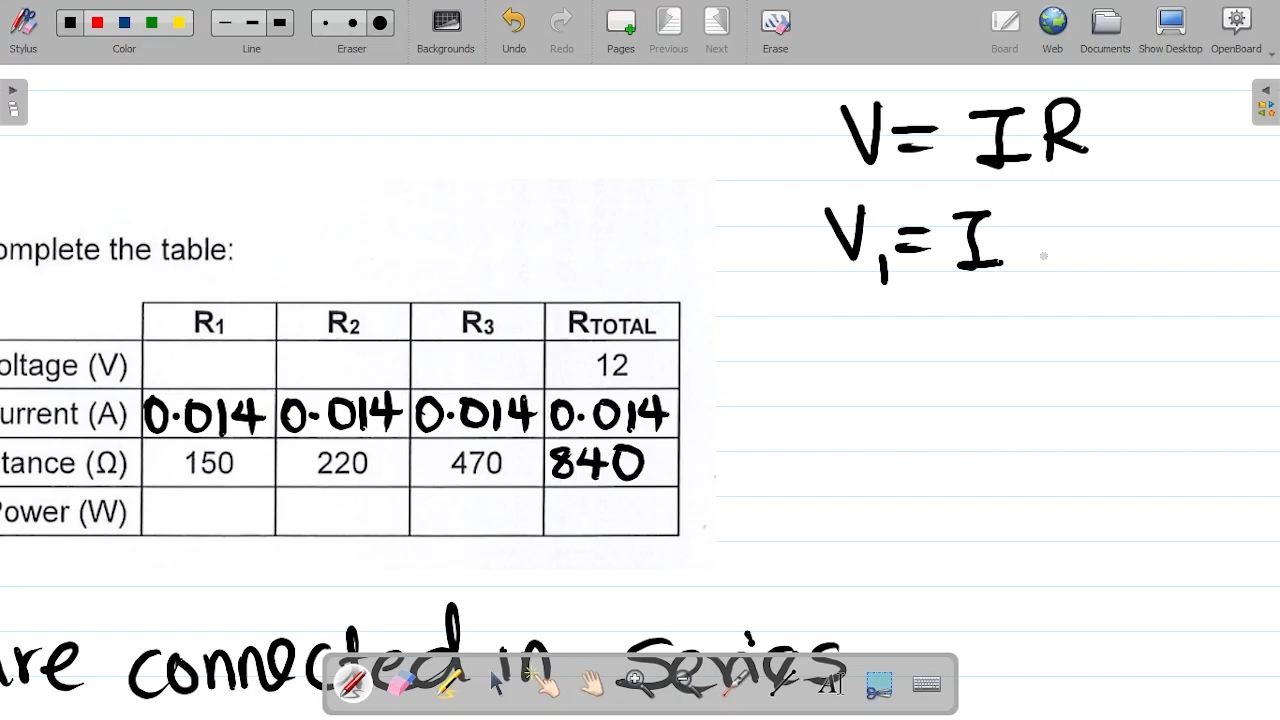 Stylus Color Line Eraser Backgrounds Undo Redo Pages Previous Next Erase Board Web Documents Show Desktop OpenBoard
V = IR
V1 = I
omplete the table:
R1 R2 R3 RTOTAL
oltage (V) 12
urrent (A) 0.014 0.014 0.014 0.014
tance (Ω) 150 220 470 840
Power (W)
are connected in series